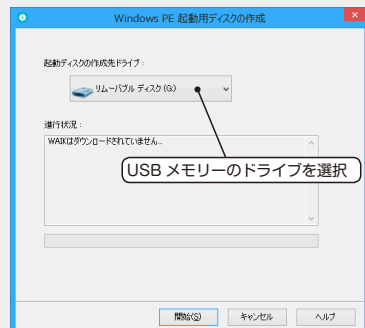 Windows PE 起動用ディスクの作成
起動ディスクの作成先ドライブ：
リムーバブル ディスク (G:)
進行状況：
WAIKはダウンロードされていません...
USB メモリーのドライブを選択
開始(S)
キャンセル
ヘルプ